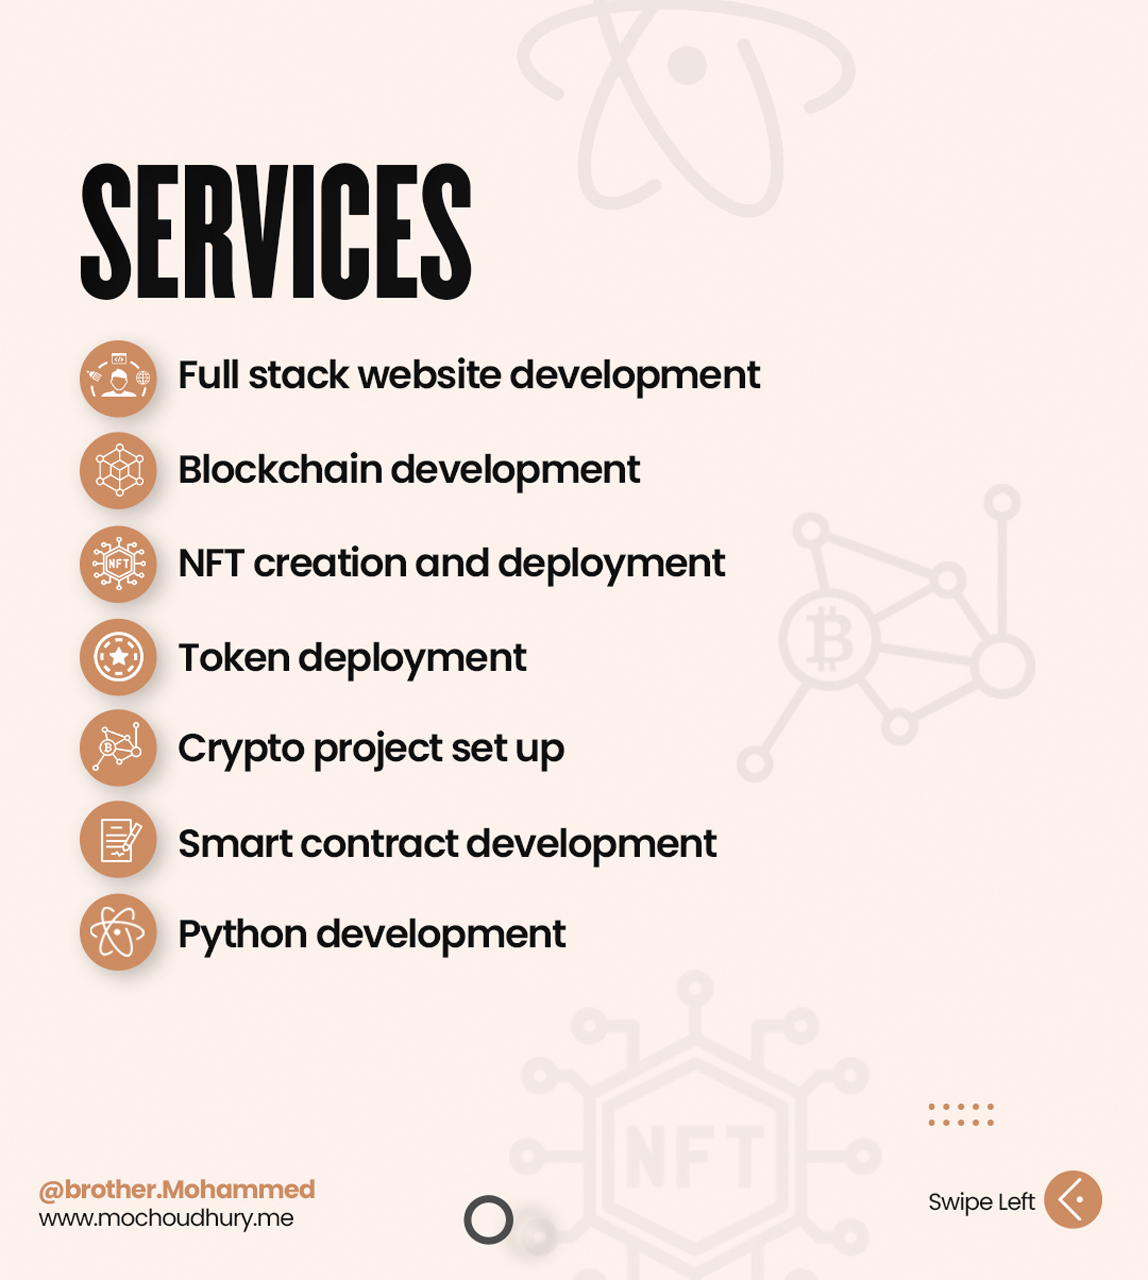 SERVICES
Full stack website development
Blockchain development
NFT creation and deployment
NFT
Token deployment
Crypto project set up
Smart contract development
Python development
NFT
@brother.Mohammed
www.mochoudhury.me
Swipe Left